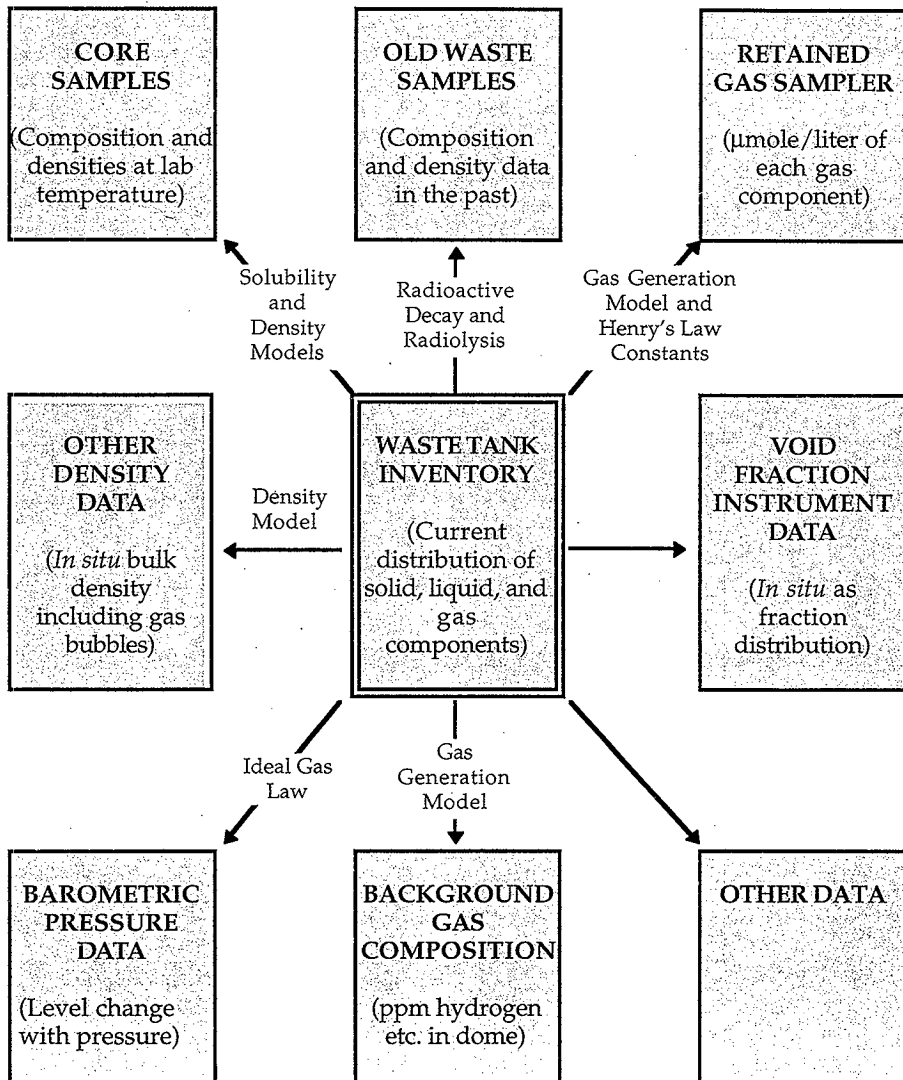 CORE
SAMPLES
(Composition and
densities at lab
temperature)
OLD WASTE
SAMPLES
(Composition
and density data
in the past)
RETAINED
GAS SAMPLER
(µmole/liter of
each gas
component)
Solubility
and
Density
Models
Radioactive
Decay and
Radiolysis
Gas Generation
Model and
Henry's Law
Constants
OTHER
DENSITY
DATA
(In situ bulk
density
including gas
bubbles)
Density
Model
WASTE TANK
INVENTORY
(Current
distribution of
solid, liquid, and
gas
components)
VOID
FRACTION
INSTRUMENT
DATA
(In situ as
fraction
distribution)
Ideal Gas
Law
Gas
Generation
Model
BAROMETRIC
PRESSURE
DATA
(Level change
with pressure)
BACKGROUND
GAS
COMPOSITION
(ppm hydrogen
etc. in dome)
OTHER DATA